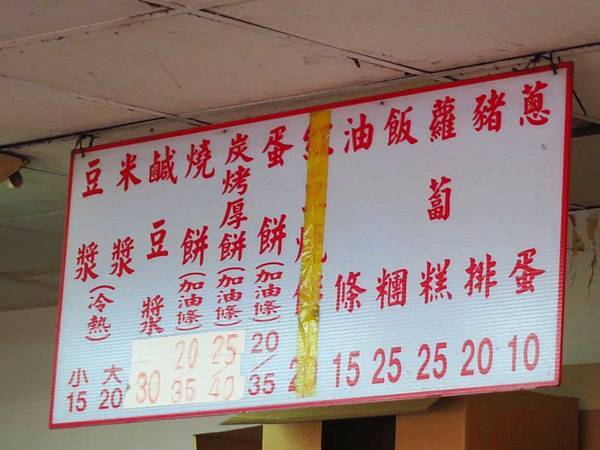 豆漿(冷熱)
米漿
小 大
15 20
鹹豆漿
30
燒餅(加油條)
20
35
炭烤厚餅(加油條)
25
40
蛋餅(加油條)
20/35
油條
15
飯糰
25
蘿蔔糕
25
豬排
20
蔥蛋
10